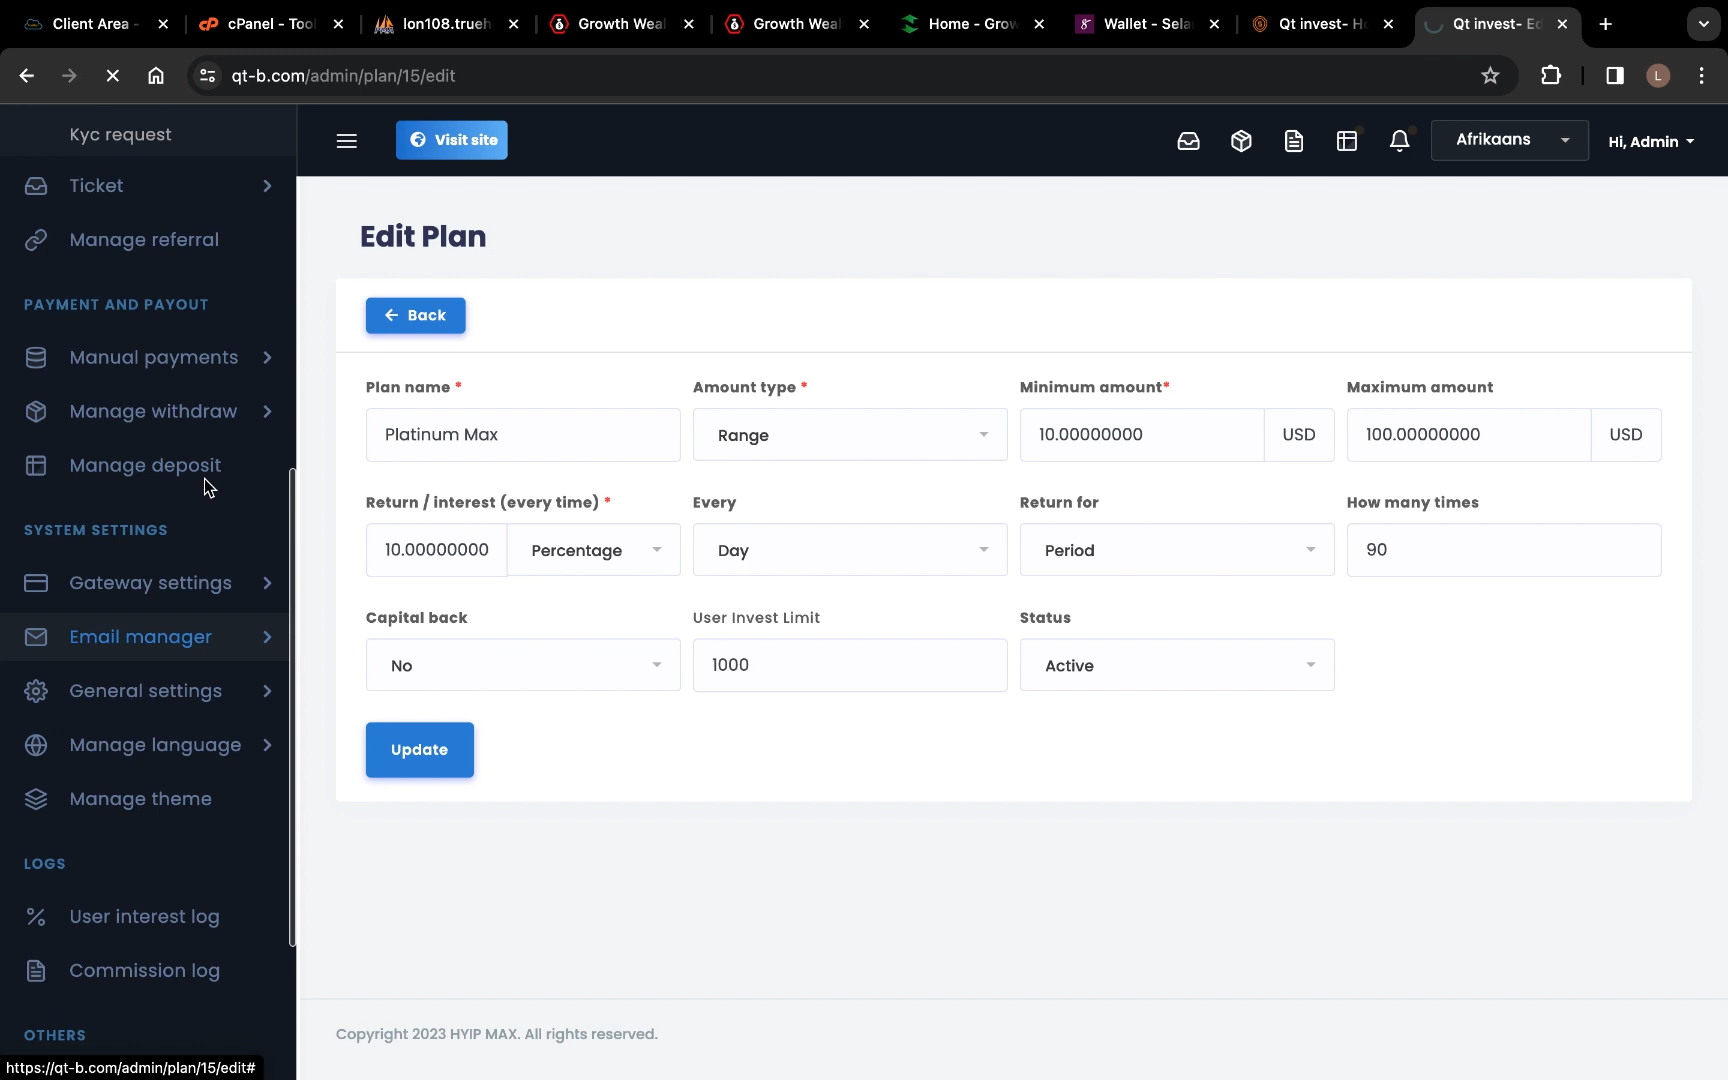 Client Area -
cPanel - Tool
lon108.trueh
Growth Weal
Growth Weal
Home - Grow
Wallet - Sela
Qt invest- Ho
Qt invest- Ed
qt-b.com/admin/plan/15/edit
L
Kyc request
Visit site
Afrikaans
Hi, Admin
Ticket
Manage referral
PAYMENT AND PAYOUT
Manual payments
Manage withdraw
Manage deposit
SYSTEM SETTINGS
Gateway settings
Email manager
General settings
Manage language
Manage theme
LOGS
User interest log
Commission log
OTHERS
https://qt-b.com/admin/plan/15/edit#
Edit Plan
Back
Plan name *
Amount type *
Minimum amount*
Maximum amount
Platinum Max
Range
10.00000000 USD
100.00000000 USD
Return / interest (every time) *
Every
Return for
How many times
10.00000000 Percentage
Day
Period
90
Capital back
User Invest Limit
Status
No
1000
Active
Update
Copyright 2023 HYIP MAX. All rights reserved.